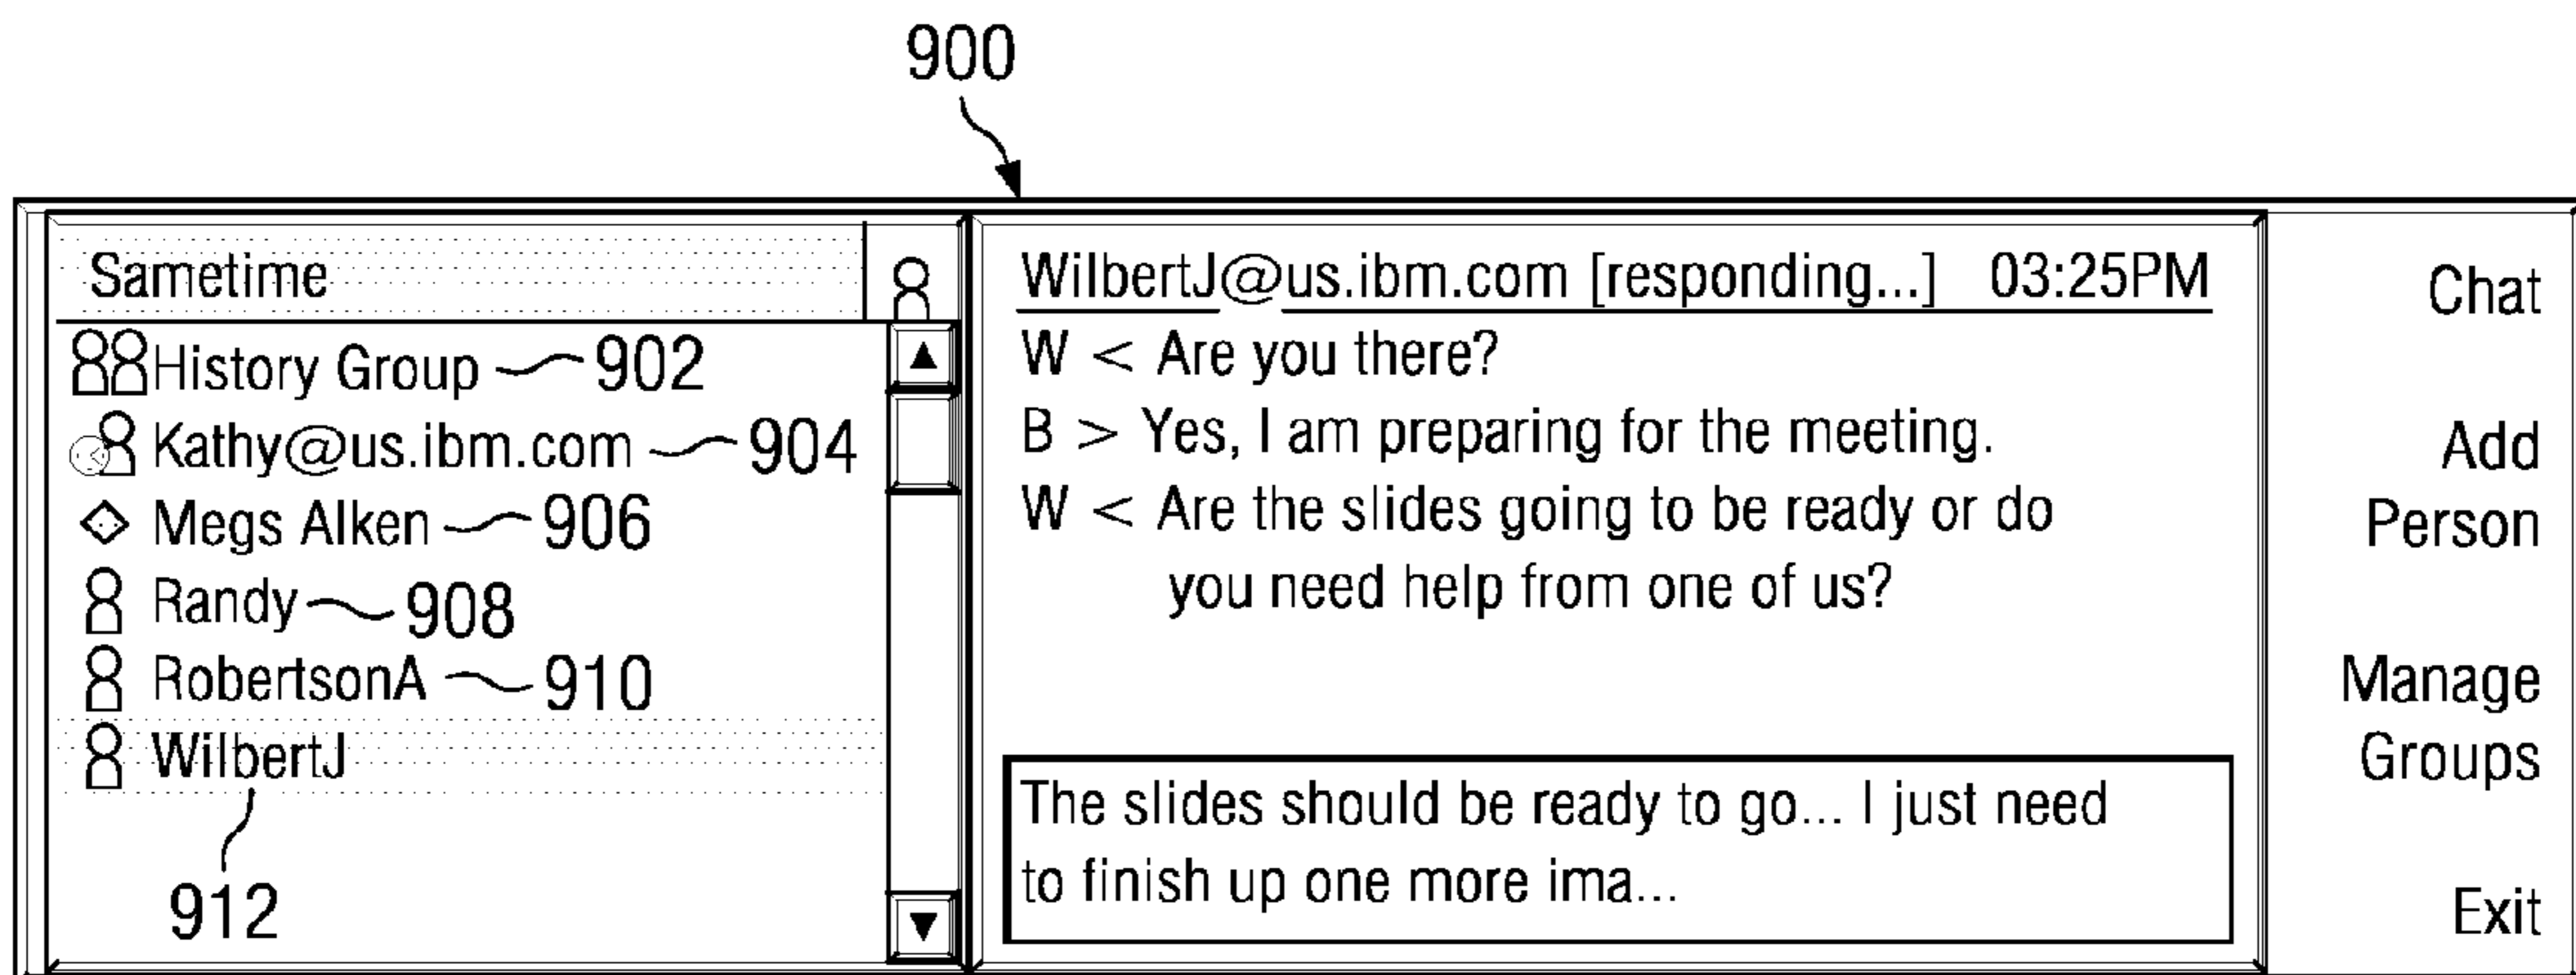 900
Sametime
History Group 902
Kathy@us.ibm.com 904
Megs Alken 906
Randy 908
RobertsonA 910
WilbertJ
912
WilbertJ@us.ibm.com [responding...] 03:25PM
W < Are you there?
B > Yes, I am preparing for the meeting.
W < Are the slides going to be ready or do
you need help from one of us?
The slides should be ready to go... I just need
to finish up one more ima...
Chat
Add
Person
Manage
Groups
Exit